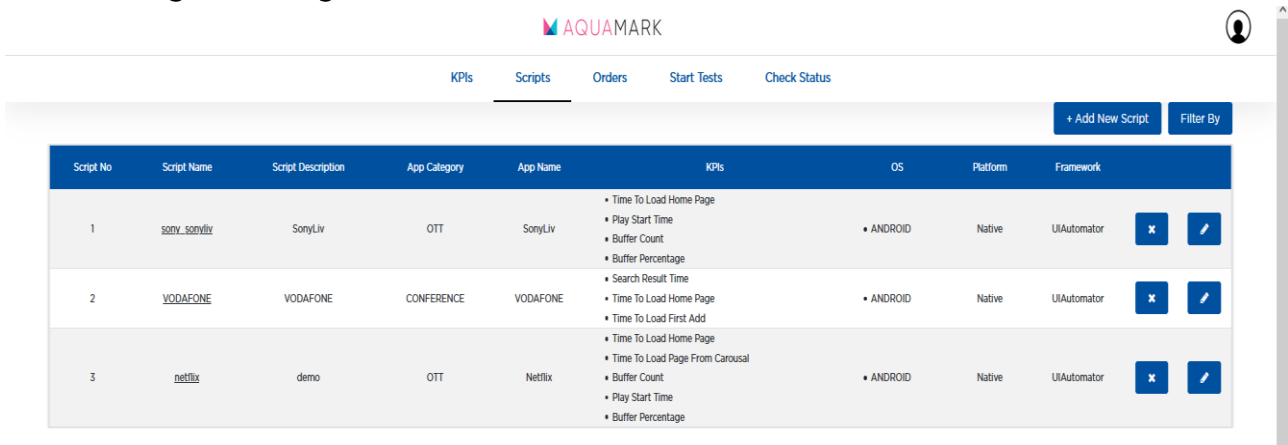 AQUAMARK
KPIs Scripts Orders Start Tests Check Status
+ Add New Script Filter By
Script No Script Name Script Description App Category App Name KPIs OS Platform Framework
1 sony_sonyliv SonyLiv OTT SonyLiv
• Time To Load Home Page
• Play Start Time
• Buffer Count
• Buffer Percentage
• ANDROID Native UIAutomator
2 VODAFONE VODAFONE CONFERENCE VODAFONE
• Search Result Time
• Time To Load Home Page
• Time To Load First Add
• ANDROID Native UIAutomator
3 netflix demo OTT Netflix
• Time To Load Home Page
• Time To Load Page From Carousal
• Buffer Count
• Play Start Time
• Buffer Percentage
• ANDROID Native UIAutomator